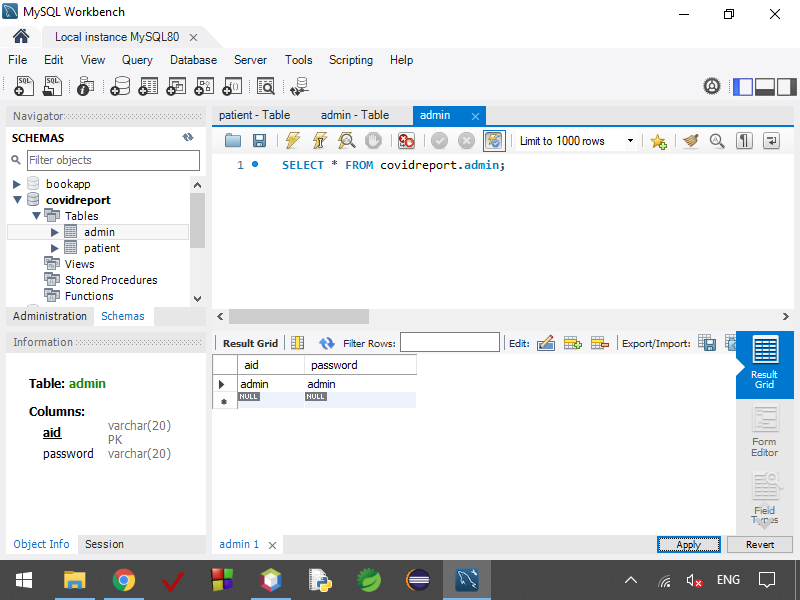 MySQL Workbench
Local instance MySQL80
File Edit View Query Database Server Tools Scripting Help
SQL SQL
Navigator
SCHEMAS
Filter objects
bookapp
covidreport
Tables
admin
patient
Views
Stored Procedures
Functions
Administration Schemas
Information
Table: admin
Columns:
aid varchar(20)
PK
password varchar(20)
Object Info Session
patient - Table admin - Table admin
Limit to 1000 rows
1 SELECT * FROM covidreport.admin;
Result Grid Filter Rows: Edit: Export/Import:
aid password
admin admin
NULL NULL
Result
Grid
Form
Editor
Field
Types
admin 1
Apply Revert
ENG